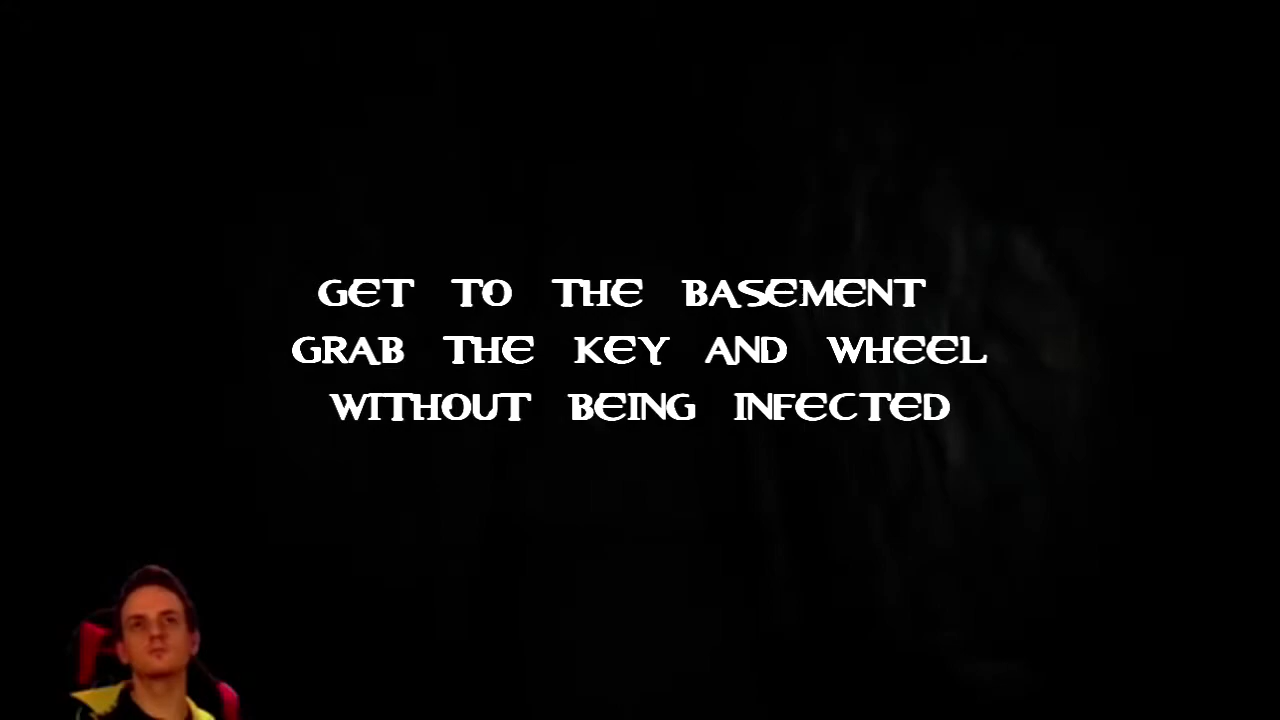 GET TO THE BASEMENT
GRAB THE KEY AND WHEEL
WITHOUT BEING INFECTED